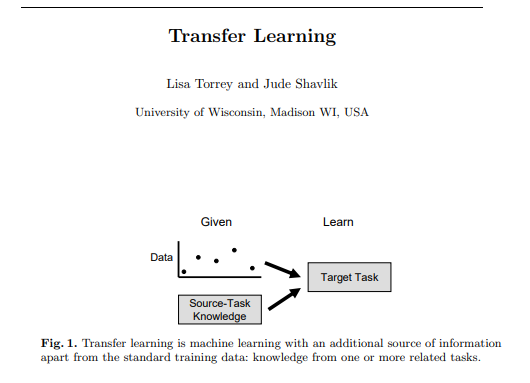 Transfer Learning
Lisa Torrey and Jude Shavlik
University of Wisconsin, Madison WI, USA
Given
Learn
Data
Target Task
Source-Task
Knowledge
Fig. 1. Transfer learning is machine learning with an additional source of information
apart from the standard training data: knowledge from one or more related tasks.